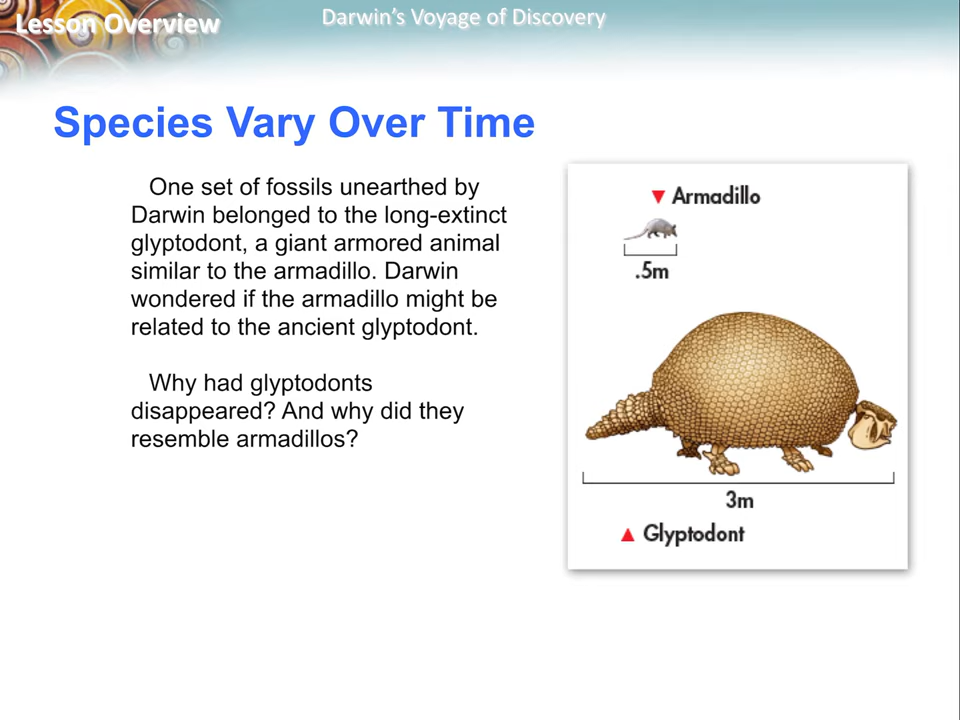 Lesson Overview
Darwin's Voyage of Discovery
Species Vary Over Time
One set of fossils unearthed by
Darwin belonged to the long-extinct
glyptodont, a giant armored animal
similar to the armadillo. Darwin
wondered if the armadillo might be
related to the ancient glyptodont.
Why had glyptodonts
disappeared? And why did they
resemble armadillos?
▼ Armadillo
.5m
3m
▲ Glyptodont